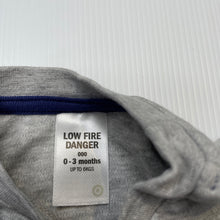 LOW FIRE
DANGER
000
0-3 months
UP TO 6KGS